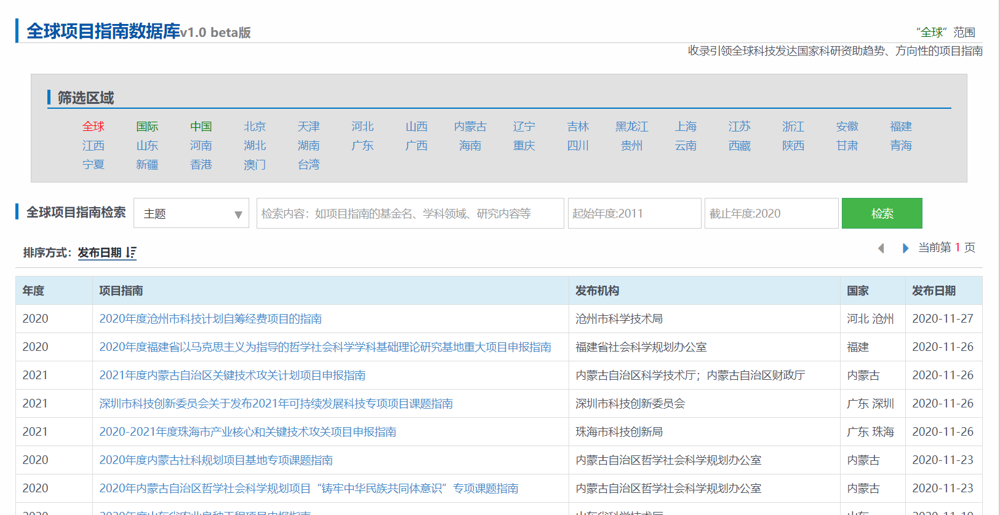 全球项目指南数据库v1.0 beta版
“全球”范围
收录引领全球科技发达国家科研资助趋势、方向性的项目指南
筛选区域
全球 国际 中国 北京 天津 河北 山西 内蒙古 辽宁 吉林 黑龙江 上海 江苏 浙江 安徽 福建
江西 山东 河南 湖北 湖南 广东 广西 海南 重庆 四川 贵州 云南 西藏 陕西 甘肃 青海
宁夏 新疆 香港 澳门 台湾
全球项目指南检索 主题 检索内容：如项目指南的基金名、学科领域、研究内容等 起始年度:2011 截止年度:2020 检索
排序方式：发布日期 当前第 1 页
年度 项目指南 发布机构 国家 发布日期
2020 2020年度沧州市科技计划自筹经费项目的指南 沧州市科学技术局 河北 沧州 2020-11-27
2020 2020年度福建省以马克思主义为指导的哲学社会科学学科基础理论研究基地重大项目申报指南 福建省社会科学规划办公室 福建 2020-11-26
2021 2021年度内蒙古自治区关键技术攻关计划项目申报指南 内蒙古自治区科学技术厅；内蒙古自治区财政厅 内蒙古 2020-11-26
2021 深圳市科技创新委员会关于发布2021年可持续发展科技专项项目课题指南 深圳市科技创新委员会 广东 深圳 2020-11-26
2021 2020-2021年度珠海市产业核心和关键技术攻关项目申报指南 珠海市科技创新局 广东 珠海 2020-11-26
2020 2020年度内蒙古社科规划项目基地专项课题指南 内蒙古自治区哲学社会科学规划办公室 内蒙古 2020-11-23
2020 2020年内蒙古自治区哲学社会科学规划项目“铸牢中华民族共同体意识”专项课题指南 内蒙古自治区哲学社会科学规划办公室 内蒙古 2020-11-23